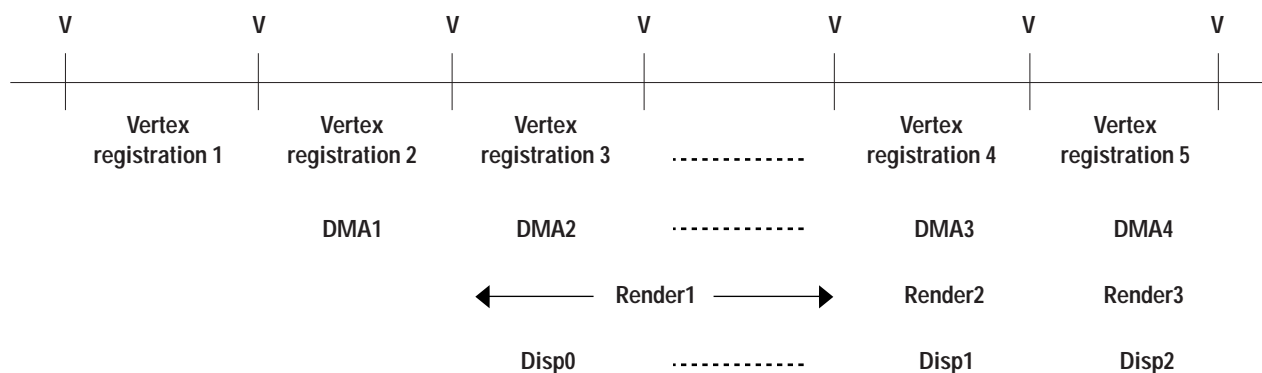 V V V V V V V
Vertex registration 1 Vertex registration 2 Vertex registration 3 Vertex registration 4 Vertex registration 5
DMA1 DMA2 DMA3 DMA4
Render1 Render2 Render3
Disp0 Disp1 Disp2